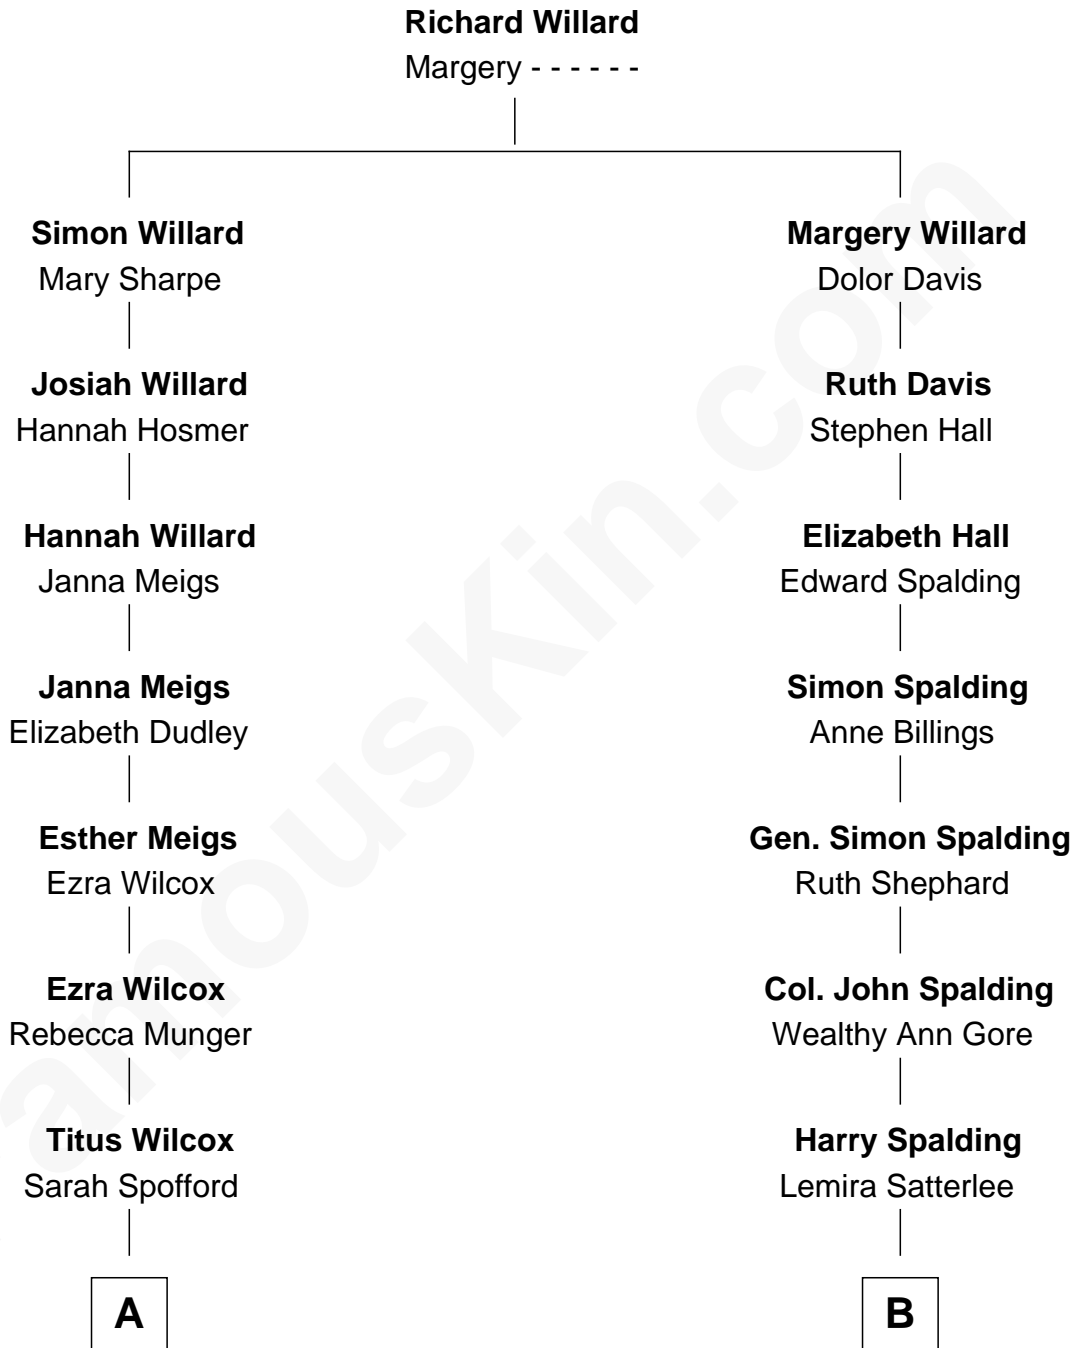 Richard Willard
Margery - - - - - -
Simon Willard
Mary Sharpe
Margery Willard
Dolor Davis
Josiah Willard
Hannah Hosmer
Ruth Davis
Stephen Hall
Hannah Willard
Janna Meigs
Elizabeth Hall
Edward Spalding
Janna Meigs
Elizabeth Dudley
Simon Spalding
Anne Billings
Esther Meigs
Ezra Wilcox
Gen. Simon Spalding
Ruth Shephard
Ezra Wilcox
Rebecca Munger
Col. John Spalding
Wealthy Ann Gore
Titus Wilcox
Sarah Spofford
Harry Spalding
Lemira Satterlee
A
B
amouskin.com